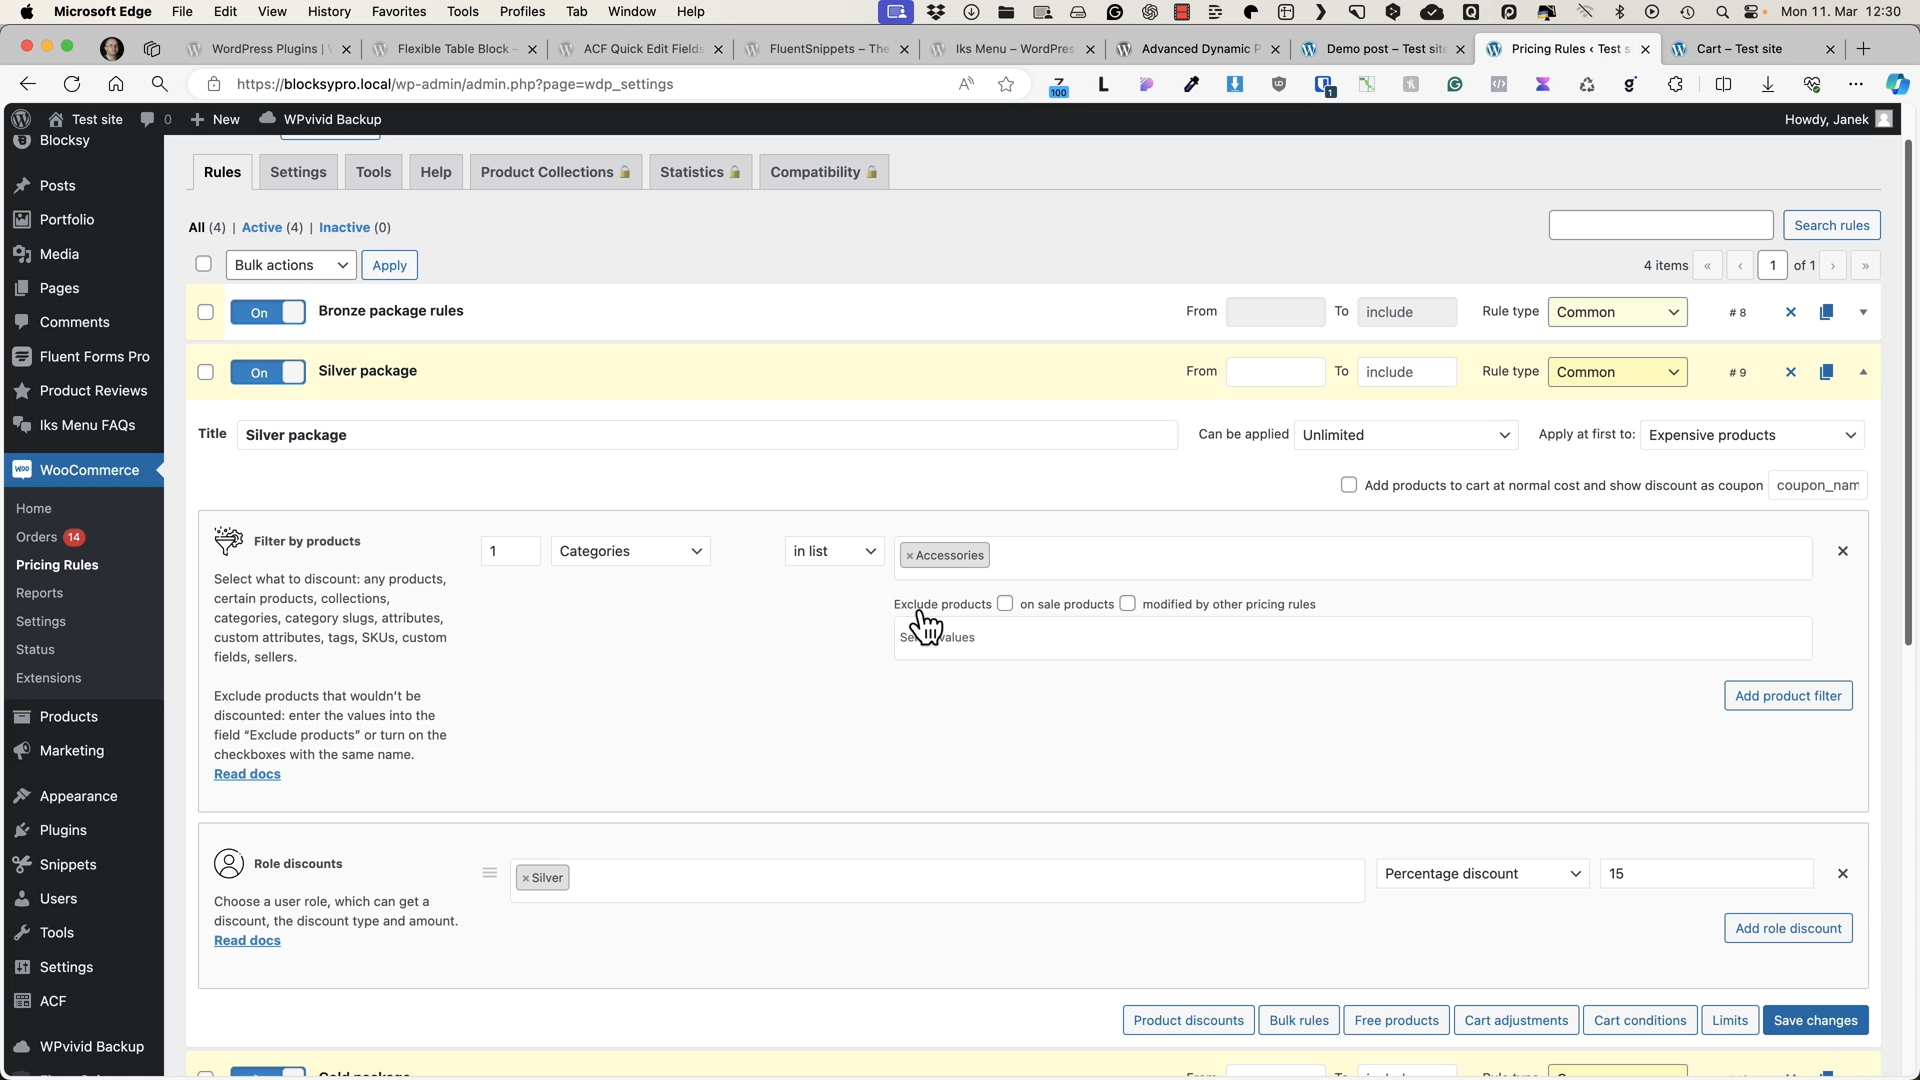 Microsoft Edge File Edit View History Favorites Tools Profiles Tab Window Help
Mon 11. Mar 12:30
WordPress Plugins | Flexible Table Block - ACF Quick Edit Fields FluentSnippets – The Iks Menu – WordPres Advanced Dynamic P Demo post – Test site Pricing Rules ‹ Test s Cart – Test site
https://blocksypro.local/wp-admin/admin.php?page=wdp_settings
100
1
Test site 0 New WPvivid Backup
Howdy, Janek
Blocksy
Posts
Portfolio
Media
Pages
Comments
Fluent Forms Pro
Product Reviews
Iks Menu FAQs
WooCommerce
Home
Orders 14
Pricing Rules
Reports
Settings
Status
Extensions
Products
Marketing
Appearance
Plugins
Snippets
Users
Tools
Settings
ACF
WPvivid Backup
Rules Settings Tools Help Product Collections Statistics Compatibility
All (4) | Active (4) | Inactive (0)
Search rules
Bulk actions Apply
4 items « ‹ 1 of 1 › »
On Bronze package rules From To include Rule type Common # 8
On Silver package From To include Rule type Common # 9
Title Silver package Can be applied Unlimited Apply at first to: Expensive products
Add products to cart at normal cost and show discount as coupon coupon_nam
Filter by products
1 Categories in list × Accessories
Select what to discount: any products,
certain products, collections,
categories, category slugs, attributes,
custom attributes, tags, SKUs, custom
fields, sellers.
Exclude products on sale products modified by other pricing rules
values
Add product filter
Exclude products that wouldn't be
discounted: enter the values into the
field "Exclude products" or turn on the
checkboxes with the same name.
Read docs
Role discounts
× Silver Percentage discount 15
Choose a user role, which can get a
discount, the discount type and amount.
Read docs
Add role discount
Product discounts Bulk rules Free products Cart adjustments Cart conditions Limits Save changes